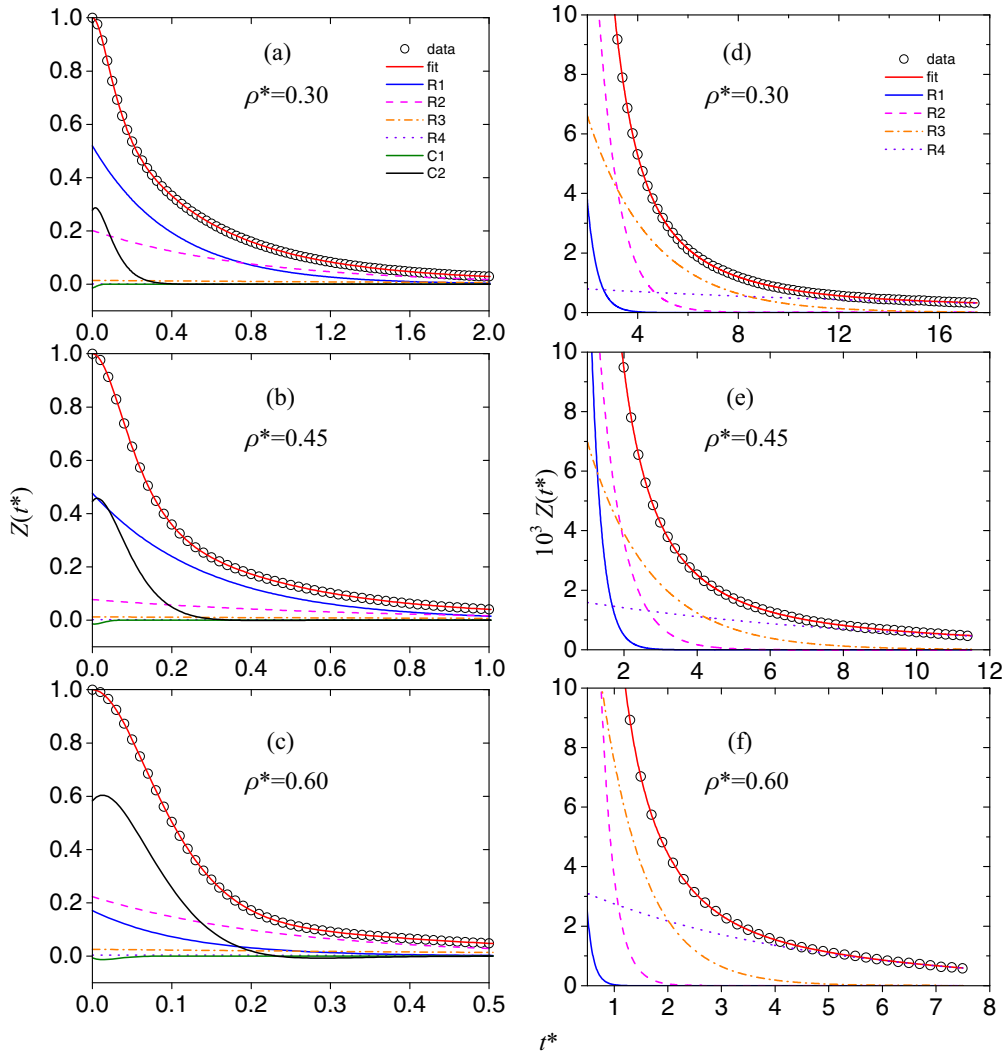 1.0
0.8
0.6
0.4
0.2
0.0
(a)
ρ*=0.30
data
fit
R1
R2
R3
R4
C1
C2
0.0 0.4 0.8 1.2 1.6 2.0
10
8
6
4
2
0
(d)
ρ*=0.30
data
fit
R1
R2
R3
R4
4 8 12 16
1.0
0.8
0.6
0.4
0.2
0.0
(b)
ρ*=0.45
Z(t*)
0.0 0.2 0.4 0.6 0.8 1.0
10
8
6
4
2
0
(e)
ρ*=0.45
10³ Z(t*)
2 4 6 8 10 12
1.0
0.8
0.6
0.4
0.2
0.0
(c)
ρ*=0.60
0.0 0.1 0.2 0.3 0.4 0.5
10
8
6
4
2
0
(f)
ρ*=0.60
1 2 3 4 5 6 7 8
t*